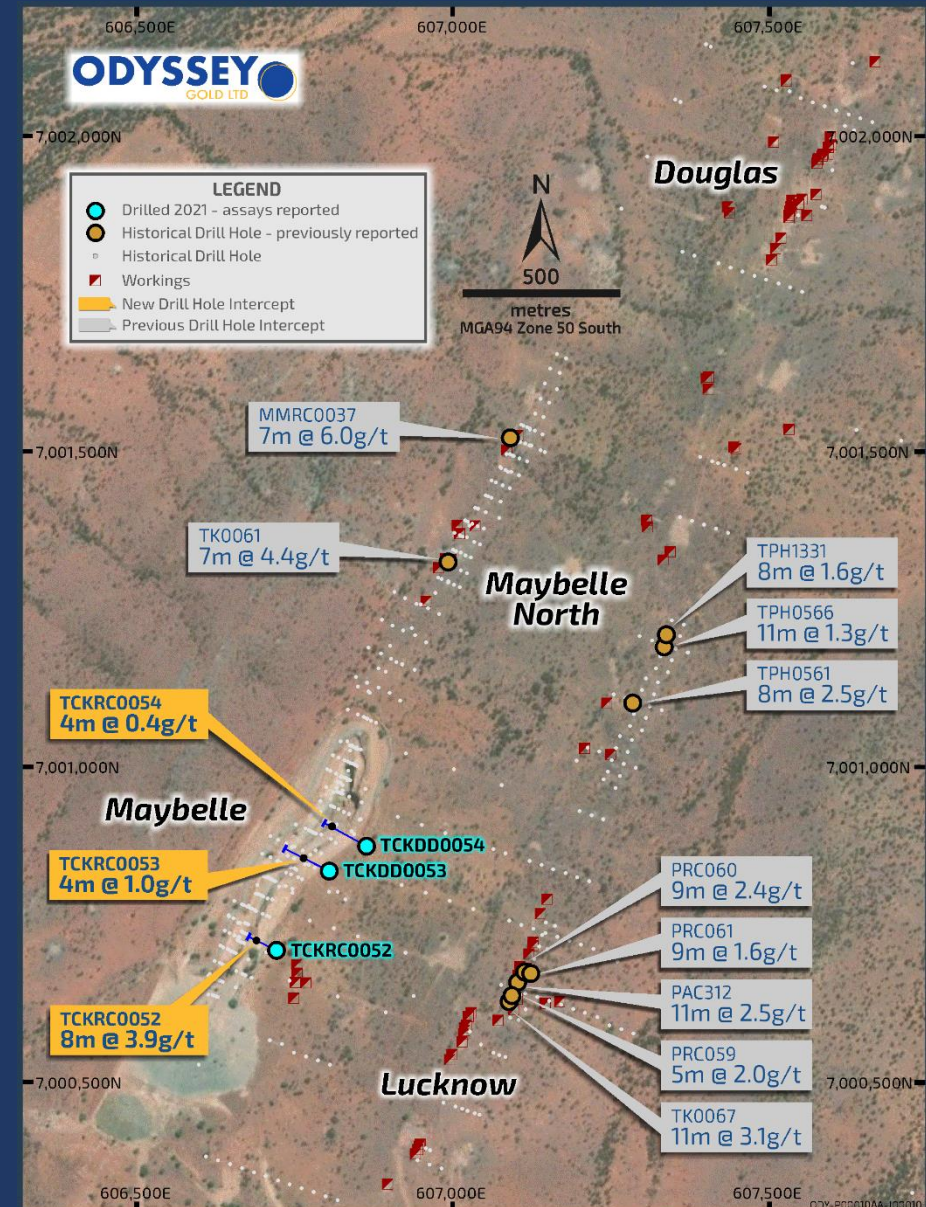 606,500E
607,000E
607,500E
ODYSSEY
GOLD LTD
7,002,000N
7,002,000N
Douglas
LEGEND
Drilled 2021 - assays reported
Historical Drill Hole - previously reported
Historical Drill Hole
Workings
New Drill Hole Intercept
Previous Drill Hole Intercept
N
500
metres
MGA94 Zone 50 South
MMRC0037
7m @ 6.0g/t
7,001,500N
7,001,500N
TK0061
7m @ 4.4g/t
Maybelle
North
TPH1331
8m @ 1.6g/t
TPH0566
11m @ 1.3g/t
TPH0561
8m @ 2.5g/t
TCKRC0054
4m @ 0.4g/t
7,001,000N
7,001,000N
Maybelle
TCKDD0054
TCKRC0053
4m @ 1.0g/t
TCKDD0053
PRC060
9m @ 2.4g/t
PRC061
9m @ 1.6g/t
TCKRC0052
PAC312
11m @ 2.5g/t
TCKRC0052
8m @ 3.9g/t
PRC059
5m @ 2.0g/t
Lucknow
7,000,500N
7,000,500N
TK0067
11m @ 3.1g/t
606,500E
607,000E
607,500E